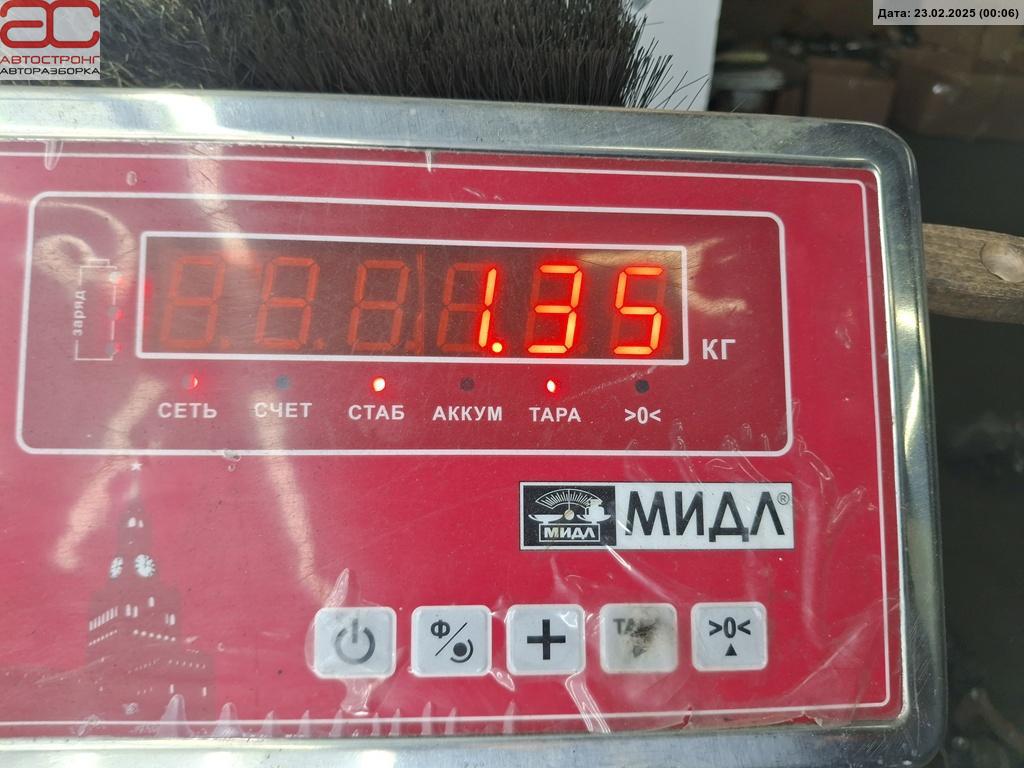 Дата: 23.02.2025 (00:06)
АС
АВТОСТРОНГ
АВТОРАЗБОРКА
заряд
1.35
КГ
СЕТЬ СЧЕТ СТАБ АККУМ ТАРА >0<
МИДЛ МИДЛ®
Ф + >0<